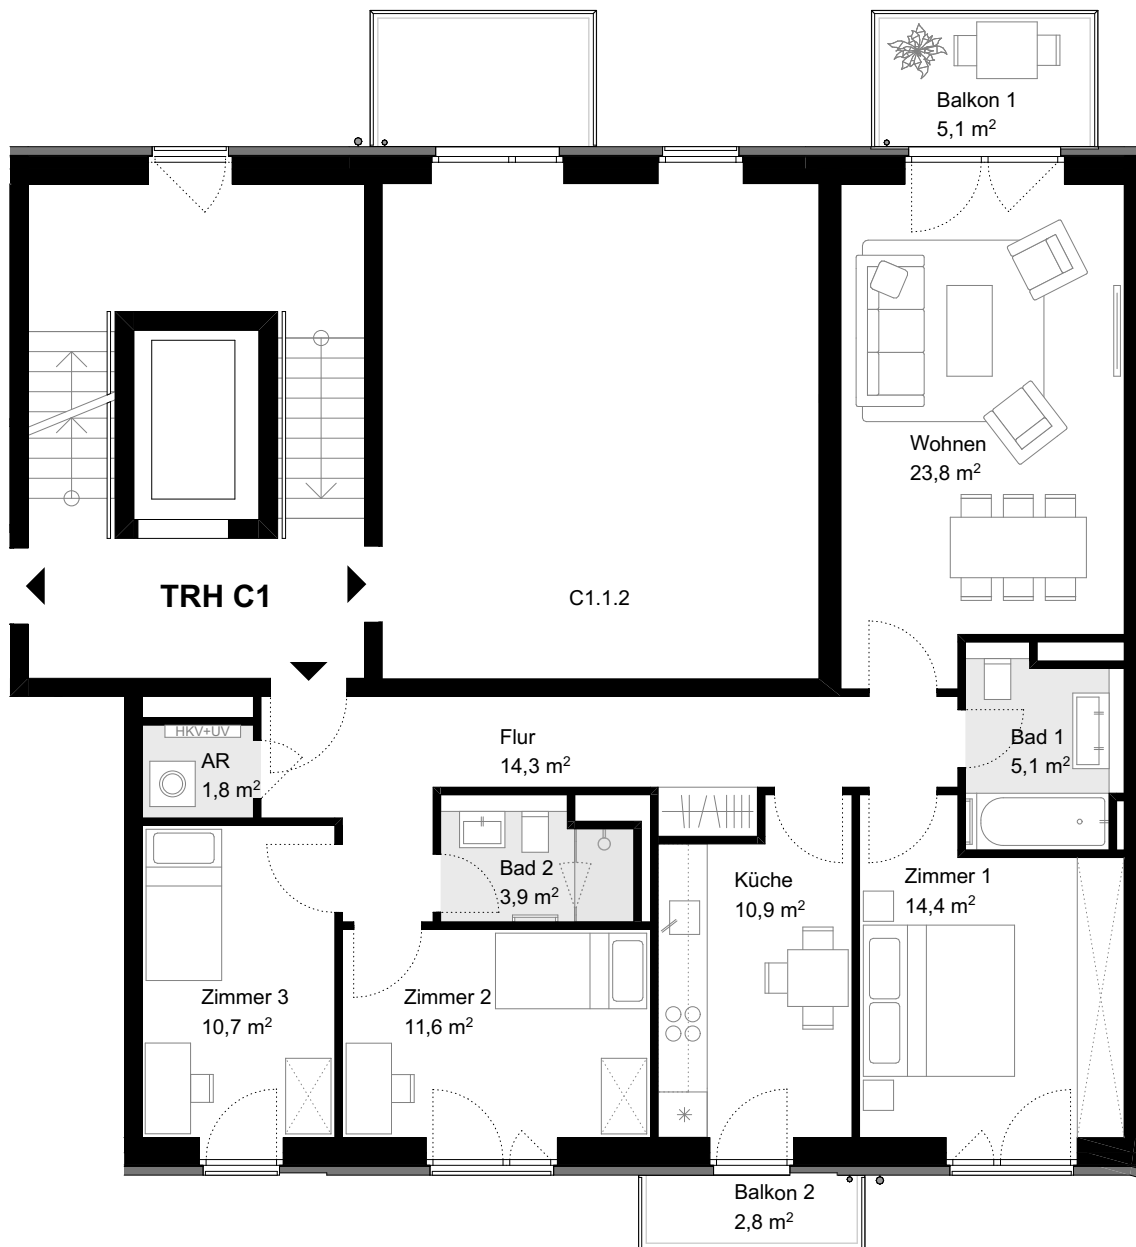 Balkon 1
5,1 m²
Wohnen
23,8 m²
TRH C1
C1.1.2
HKV+UV
AR
1,8 m²
Flur
14,3 m²
Bad 1
5,1 m²
Bad 2
3,9 m²
Küche
10,9 m²
Zimmer 1
14,4 m²
Zimmer 3
10,7 m²
Zimmer 2
11,6 m²
Balkon 2
2,8 m²